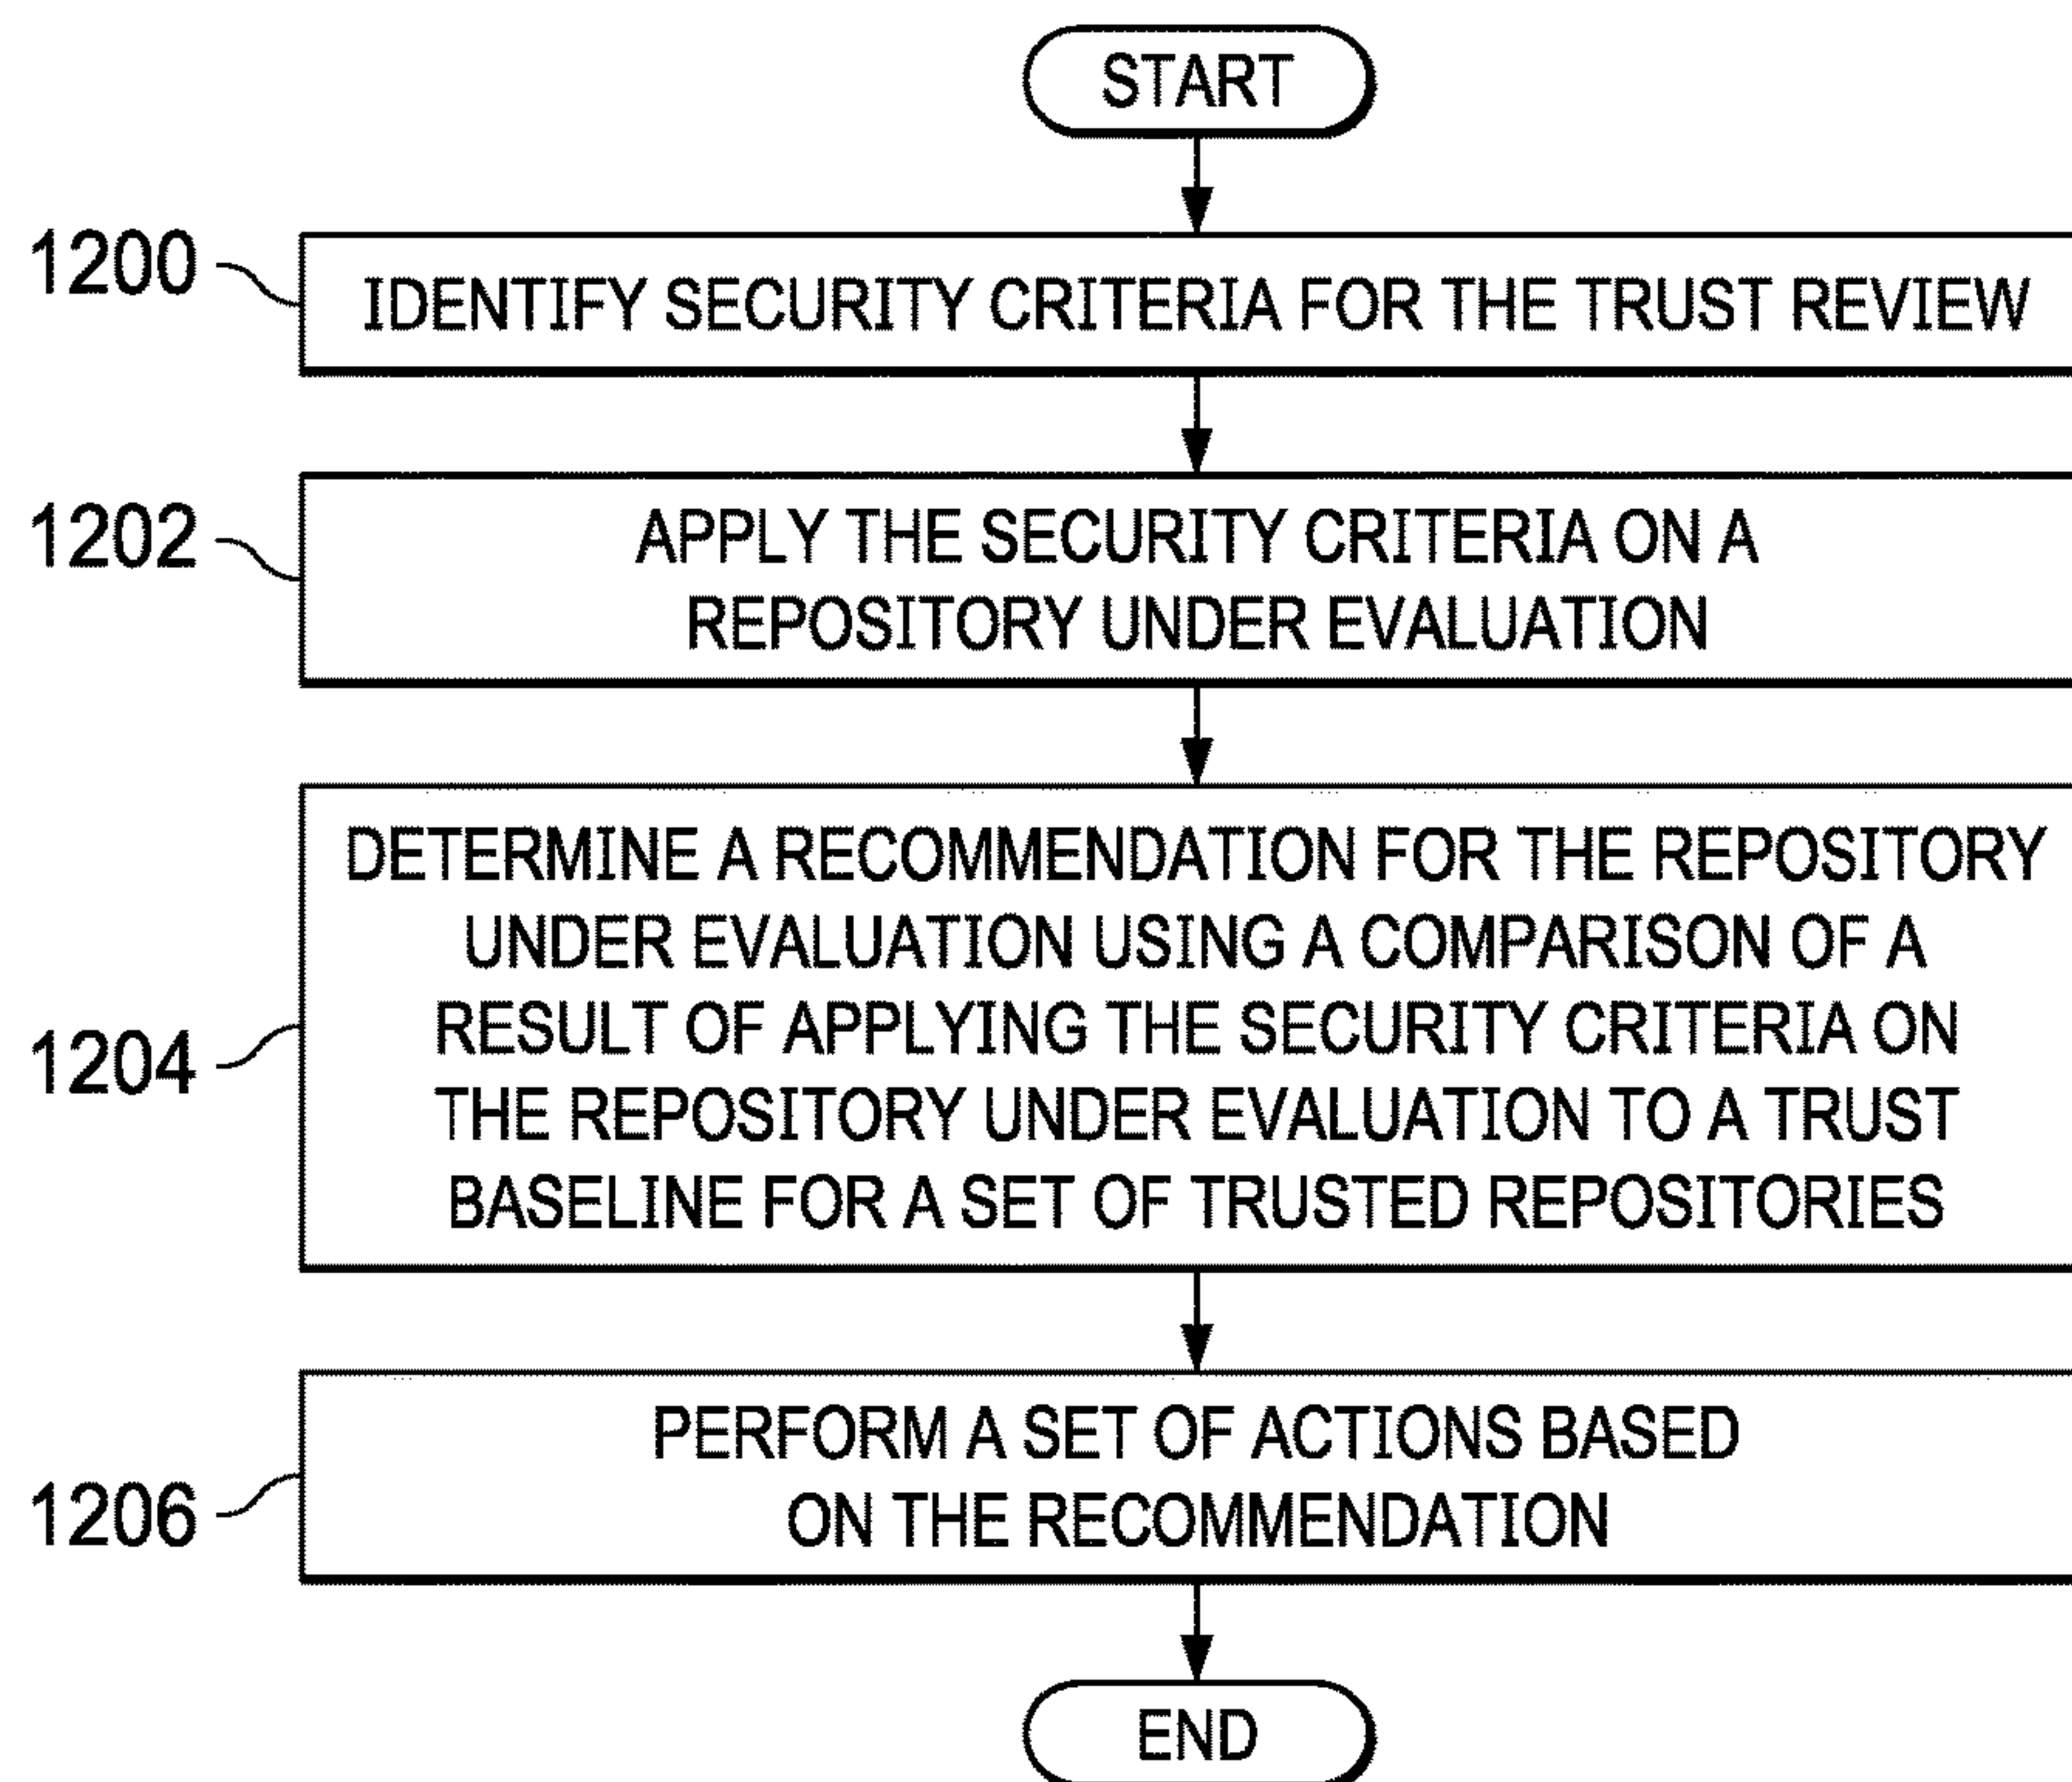 START
1200
IDENTIFY SECURITY CRITERIA FOR THE TRUST REVIEW
1202
APPLY THE SECURITY CRITERIA ON A
REPOSITORY UNDER EVALUATION
1204
DETERMINE A RECOMMENDATION FOR THE REPOSITORY
UNDER EVALUATION USING A COMPARISON OF A
RESULT OF APPLYING THE SECURITY CRITERIA ON
THE REPOSITORY UNDER EVALUATION TO A TRUST
BASELINE FOR A SET OF TRUSTED REPOSITORIES
1206
PERFORM A SET OF ACTIONS BASED
ON THE RECOMMENDATION
END